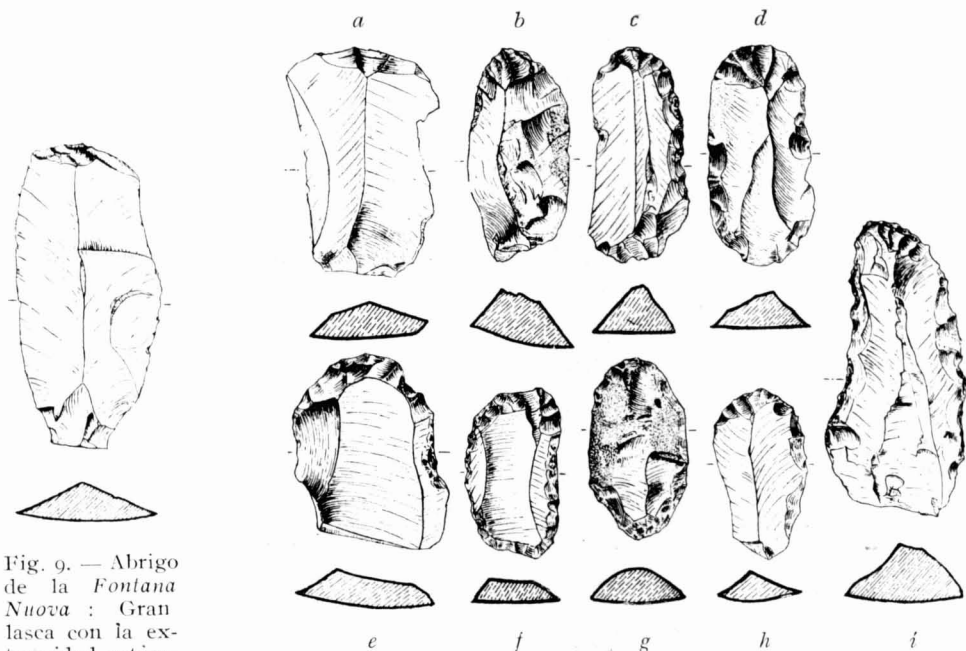 a b c d
e f g h i
Fig. 9. — Abrigo
de la Fontana
Nuova : Gran
lasca con la ex-